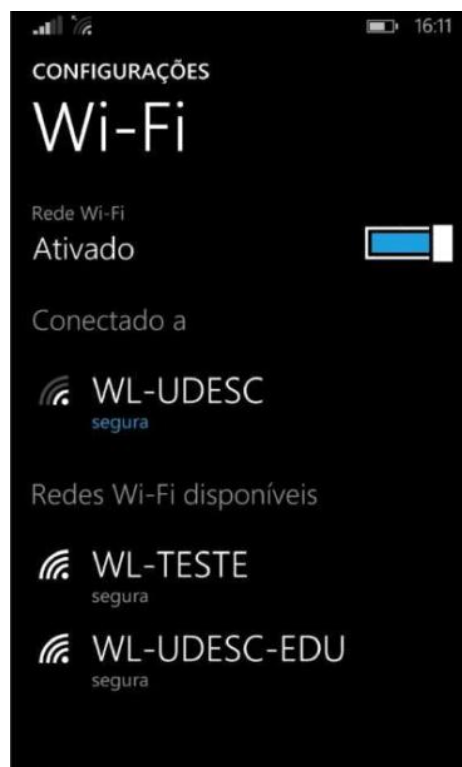 16:11
CONFIGURAÇÕES
Wi-Fi
Rede Wi-Fi
Ativado
Conectado a
WL-UDESC
segura
Redes Wi-Fi disponíveis
WL-TESTE
segura
WL-UDESC-EDU
segura